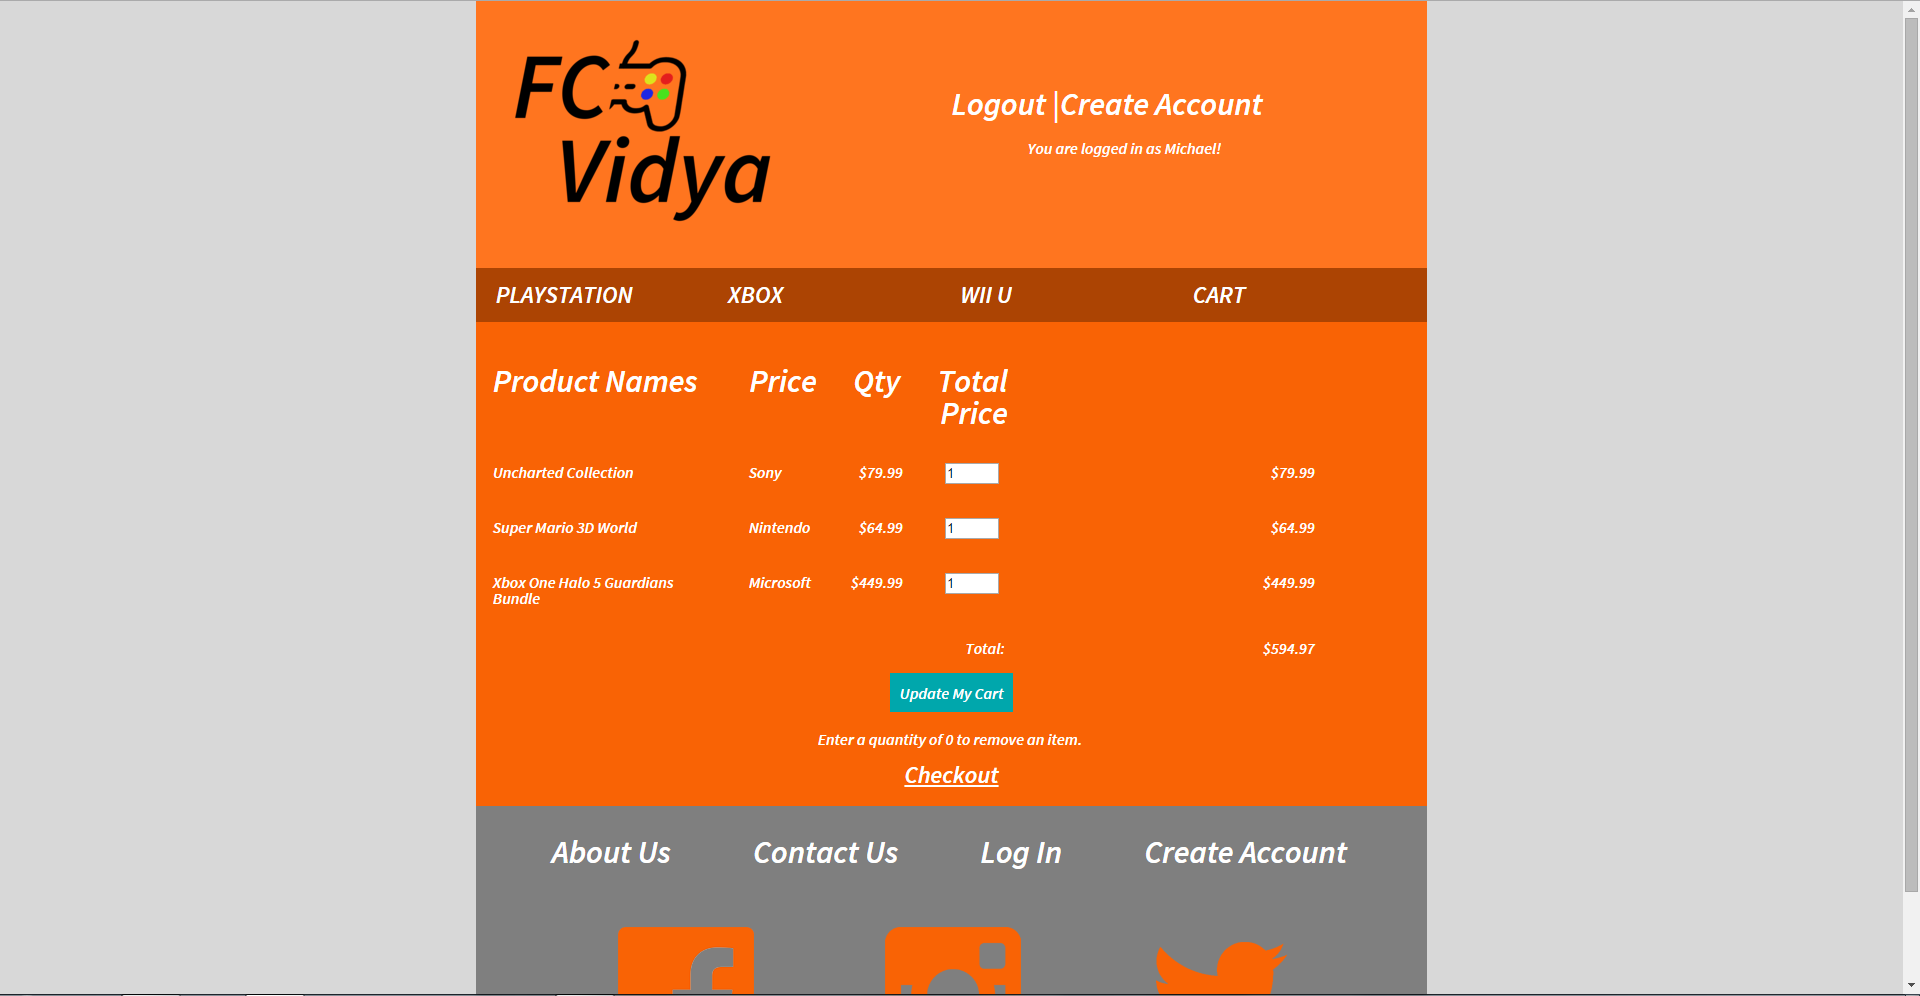 FC
Vidya
Logout |Create Account
You are logged in as Michael!
PLAYSTATION XBOX WII U CART
Product Names Price Qty Total
Price
Uncharted Collection Sony $79.99 1 $79.99
Super Mario 3D World Nintendo $64.99 1 $64.99
Xbox One Halo 5 Guardians Microsoft $449.99 1 $449.99
Bundle
Total: $594.97
Update My Cart
Enter a quantity of 0 to remove an item.
Checkout
About Us Contact Us Log In Create Account